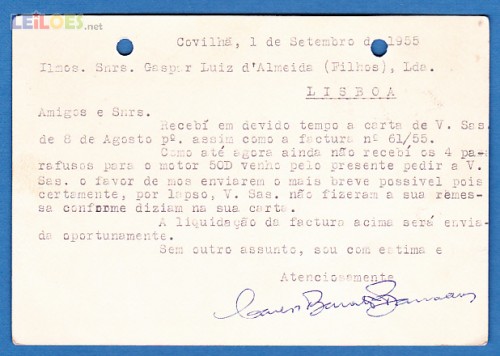 LEiLOES.net
Covilhã, 1 de Setembro de 1955
Ilmos. Snrs. Gaspar Luiz d'Almeida (Filhos), Lda.
LISBOA
Amigos e Snrs.
Recebí em devido tempo a carta de V. Sas.
de 8 de Agosto pº. assim como a factura nº 61/55.
Como até agora ainda não recebí os 4 pa-
rafusos para o motor 50D venho pelo presente pedir a V.
Sas. o favor de mos enviarem o mais breve possivel pois
certamente, por lapso, V. Sas. não fizeram a sua remes-
sa conforme diziam na sua carta.
A liquidação da factura acima será envia-
da oportunamente.
Sem outro assunto, sou com estima e
Atenciosamente